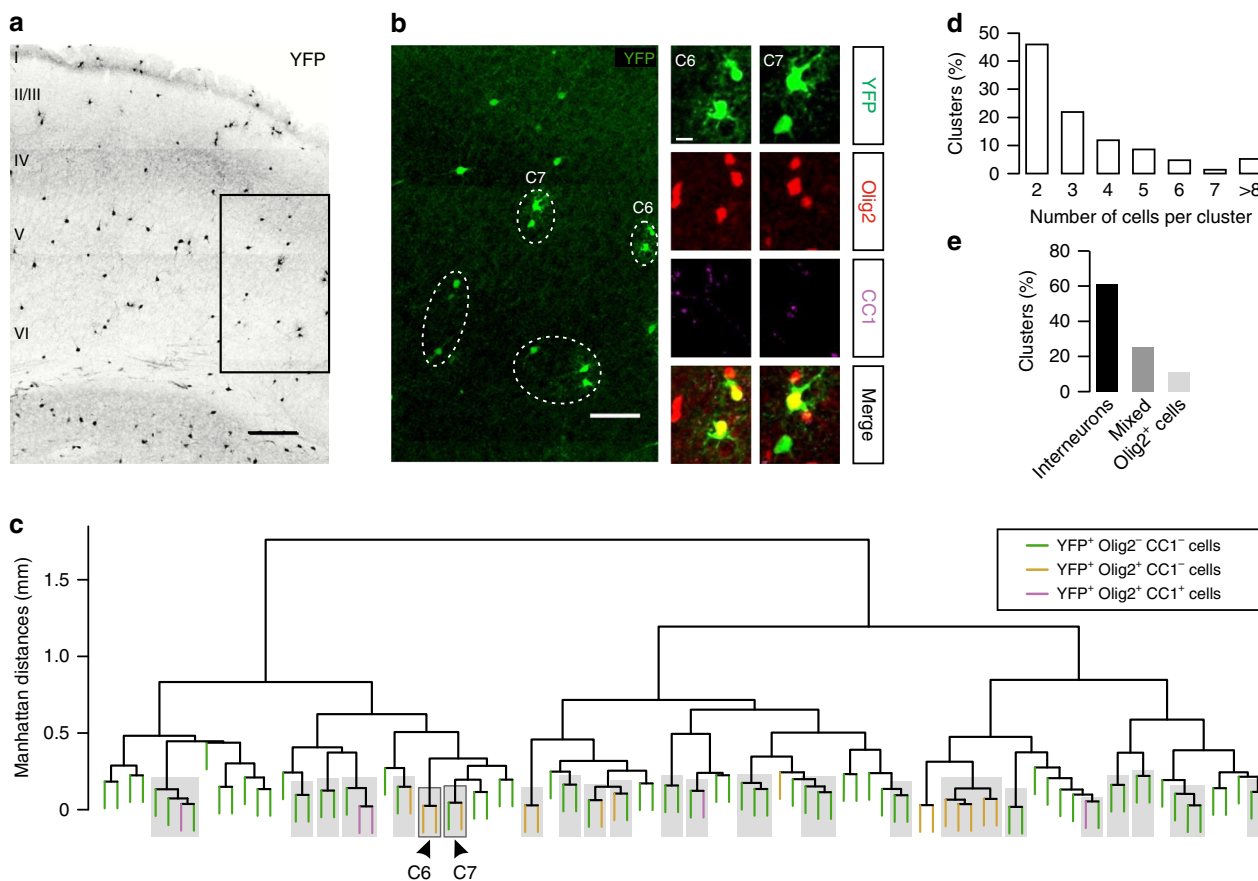 a
YFP
I
II/III
IV
V
VI
b
YFP
C7
C6
C6
C7
YFP
Olig2
CC1
Merge
d
Clusters (%)
50
40
30
20
10
0
2 3 4 5 6 7 >8
Number of cells per cluster
e
Clusters (%)
80
60
40
20
0
Interneurons
Mixed
Olig2⁺ cells
c
Manhattan distances (mm)
1.5
1.0
0.5
0
YFP⁺ Olig2⁻ CC1⁻ cells
YFP⁺ Olig2⁺ CC1⁻ cells
YFP⁺ Olig2⁺ CC1⁺ cells
C6 C7